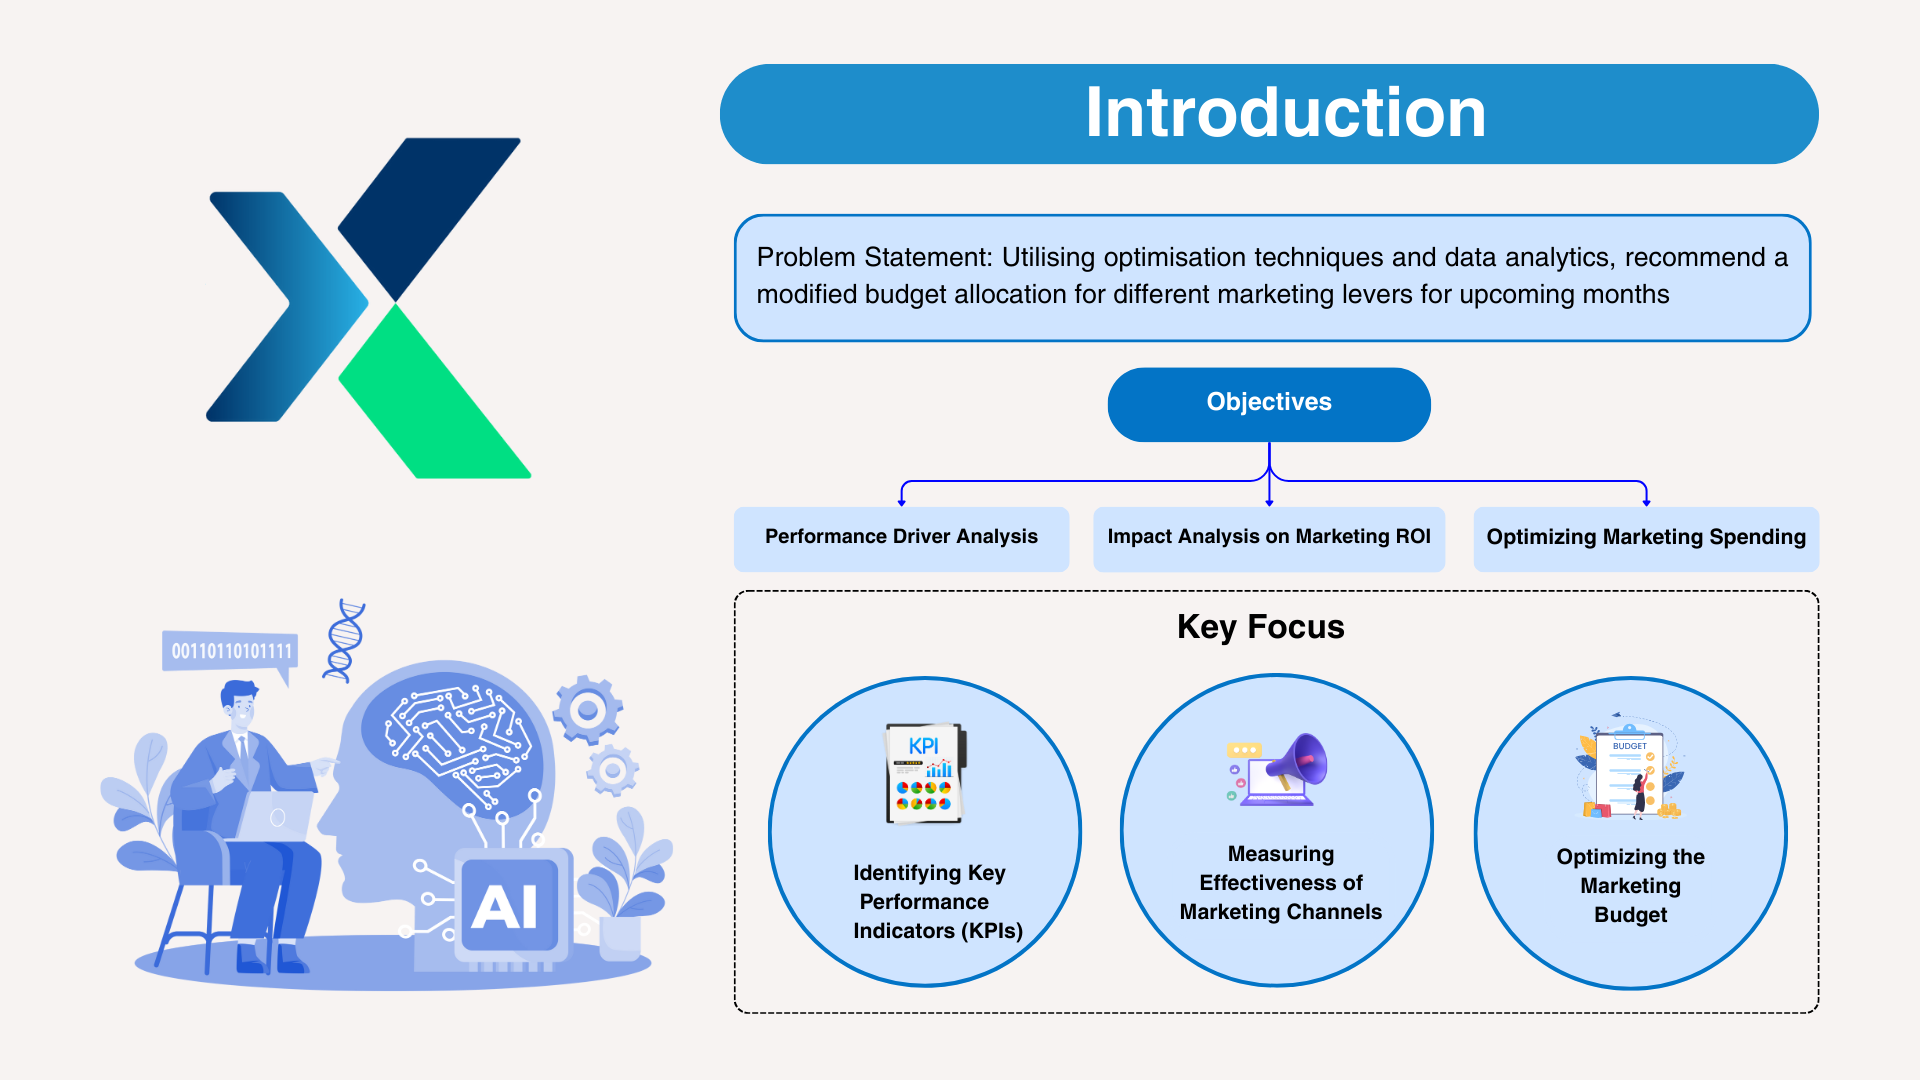 Introduction
Problem Statement: Utilising optimisation techniques and data analytics, recommend a
modified budget allocation for different marketing levers for upcoming months
Objectives
Performance Driver Analysis
Impact Analysis on Marketing ROI
Optimizing Marketing Spending
Key Focus
KPI
Identifying Key
Performance
Indicators (KPIs)
Measuring
Effectiveness of
Marketing Channels
BUDGET
Optimizing the
Marketing
Budget
00110110101111
AI